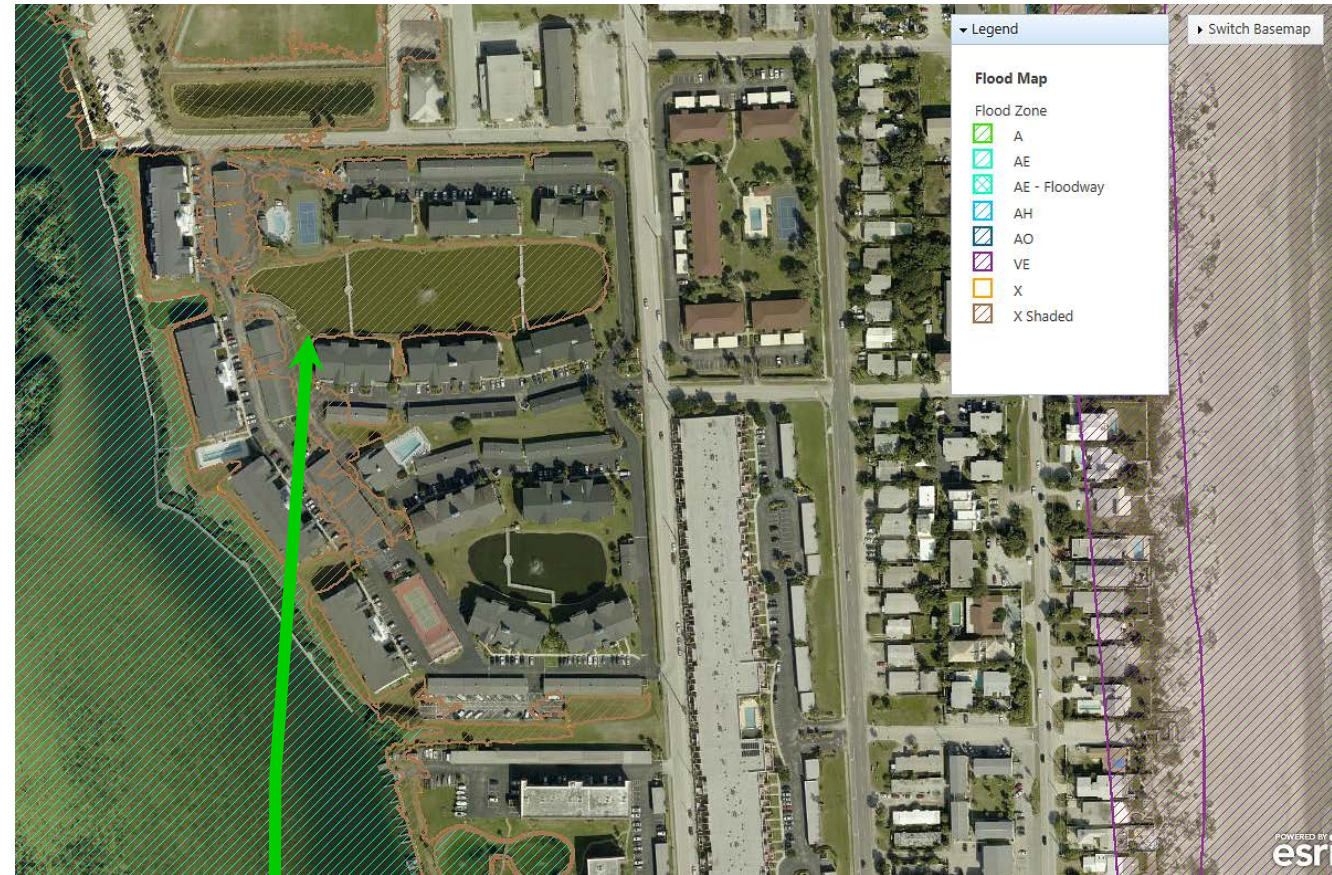 Legend
Switch Basemap
Flood Map
Flood Zone
A
AE
AE - Floodway
AH
AO
VE
X
X Shaded
POWERED BY
esri